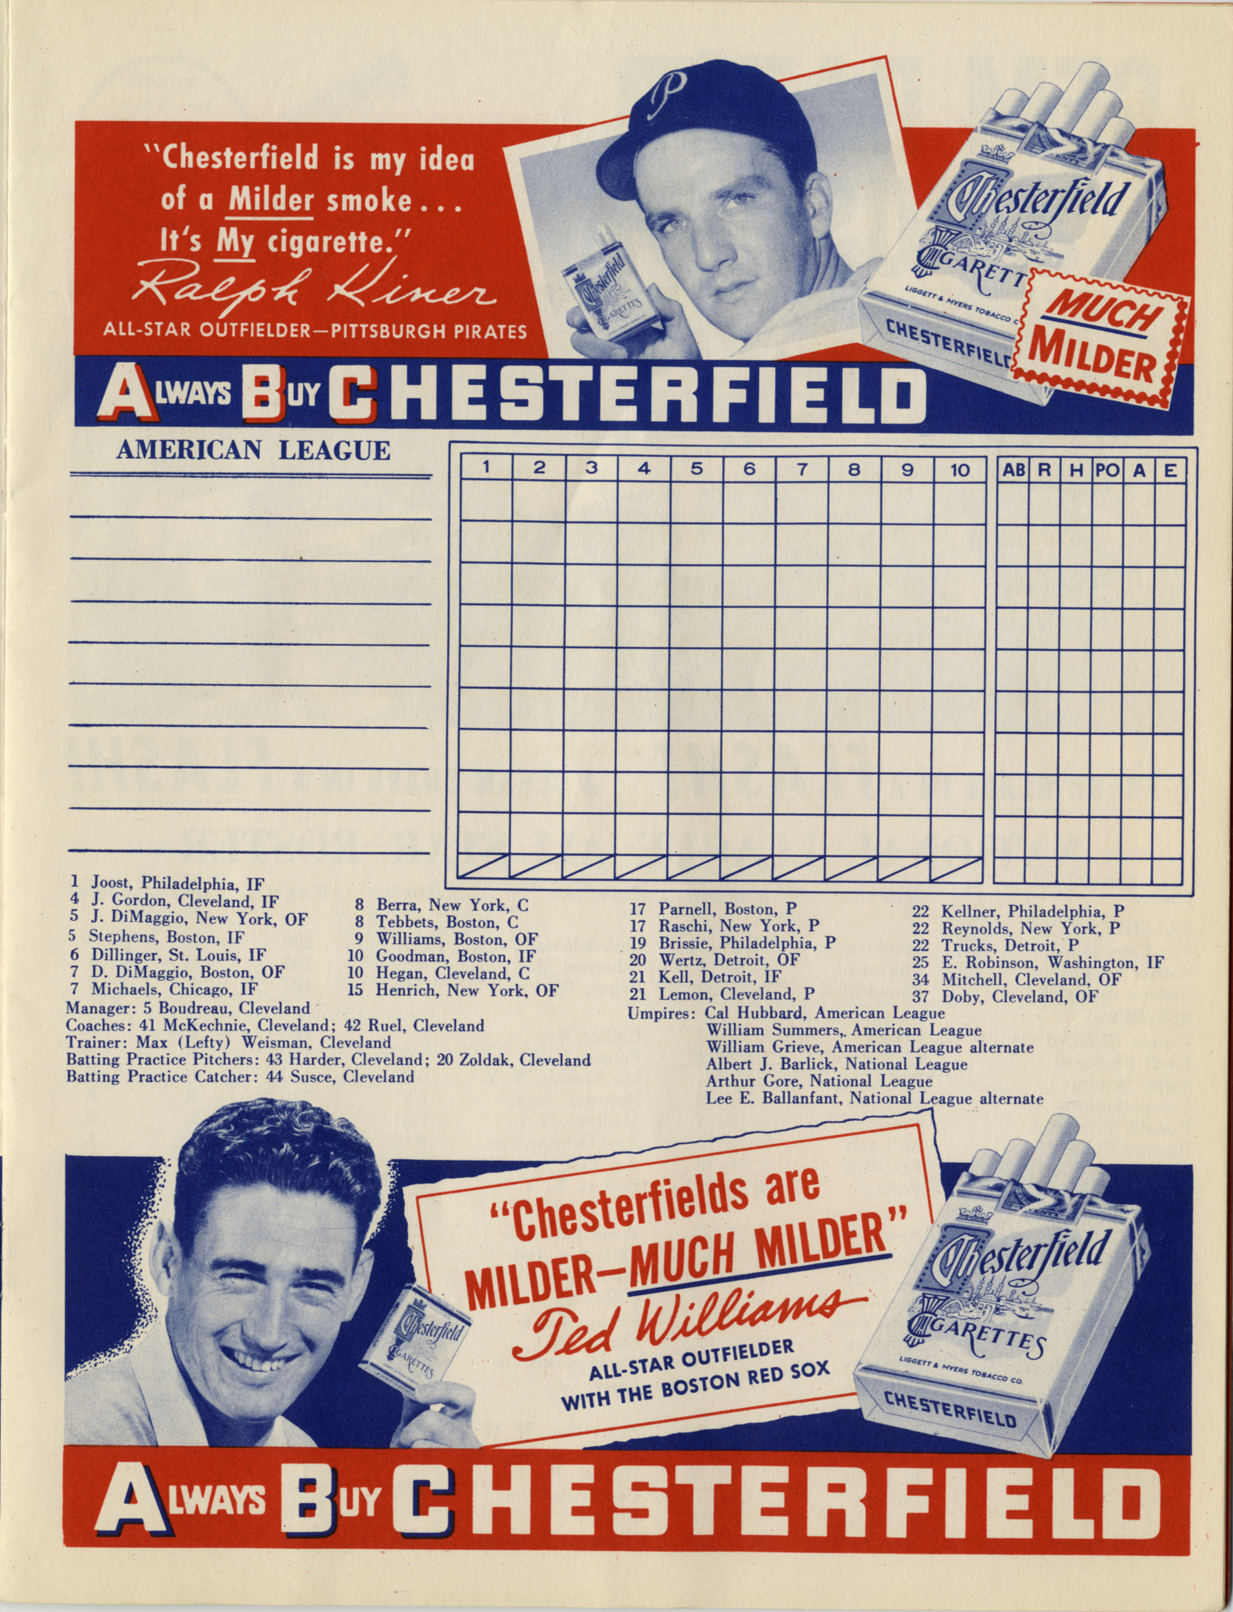 "Chesterfield is my idea
of a Milder smoke...
It's My cigarette."
Ralph Kiner
ALL-STAR OUTFIELDER—PITTSBURGH PIRATES
P
Chesterfield
CIGARETTES
Chesterfield
CIGARETT
LIGGETT & MYERS TOBACCO C
CHESTERFIELD
MUCH
MILDER
ALWAYS BUY CHESTERFIELD
AMERICAN LEAGUE
1 2 3 4 5 6 7 8 9 10 AB R H PO A E
1 Joost, Philadelphia, IF
4 J. Gordon, Cleveland, IF
5 J. DiMaggio, New York, OF
5 Stephens, Boston, IF
6 Dillinger, St. Louis, IF
7 D. DiMaggio, Boston, OF
7 Michaels, Chicago, IF
8 Berra, New York, C
8 Tebbets, Boston, C
9 Williams, Boston, OF
10 Goodman, Boston, IF
10 Hegan, Cleveland, C
15 Henrich, New York, OF
17 Parnell, Boston, P
17 Raschi, New York, P
19 Brissie, Philadelphia, P
20 Wertz, Detroit, OF
21 Kell, Detroit, IF
21 Lemon, Cleveland, P
22 Kellner, Philadelphia, P
22 Reynolds, New York, P
22 Trucks, Detroit, P
25 E. Robinson, Washington, IF
34 Mitchell, Cleveland, OF
37 Doby, Cleveland, OF
Manager: 5 Boudreau, Cleveland
Coaches: 41 McKechnie, Cleveland; 42 Ruel, Cleveland
Trainer: Max (Lefty) Weisman, Cleveland
Batting Practice Pitchers: 43 Harder, Cleveland; 20 Zoldak, Cleveland
Batting Practice Catcher: 44 Susce, Cleveland
Umpires: Cal Hubbard, American League
William Summers, American League
William Grieve, American League alternate
Albert J. Barlick, National League
Arthur Gore, National League
Lee E. Ballanfant, National League alternate
"Chesterfields are
MILDER—MUCH MILDER"
Ted Williams
ALL-STAR OUTFIELDER
WITH THE BOSTON RED SOX
Chesterfield
CIGARETTES
Chesterfield
CIGARETTES
LIGGETT & MYERS TOBACCO CO.
CHESTERFIELD
ALWAYS BUY CHESTERFIELD